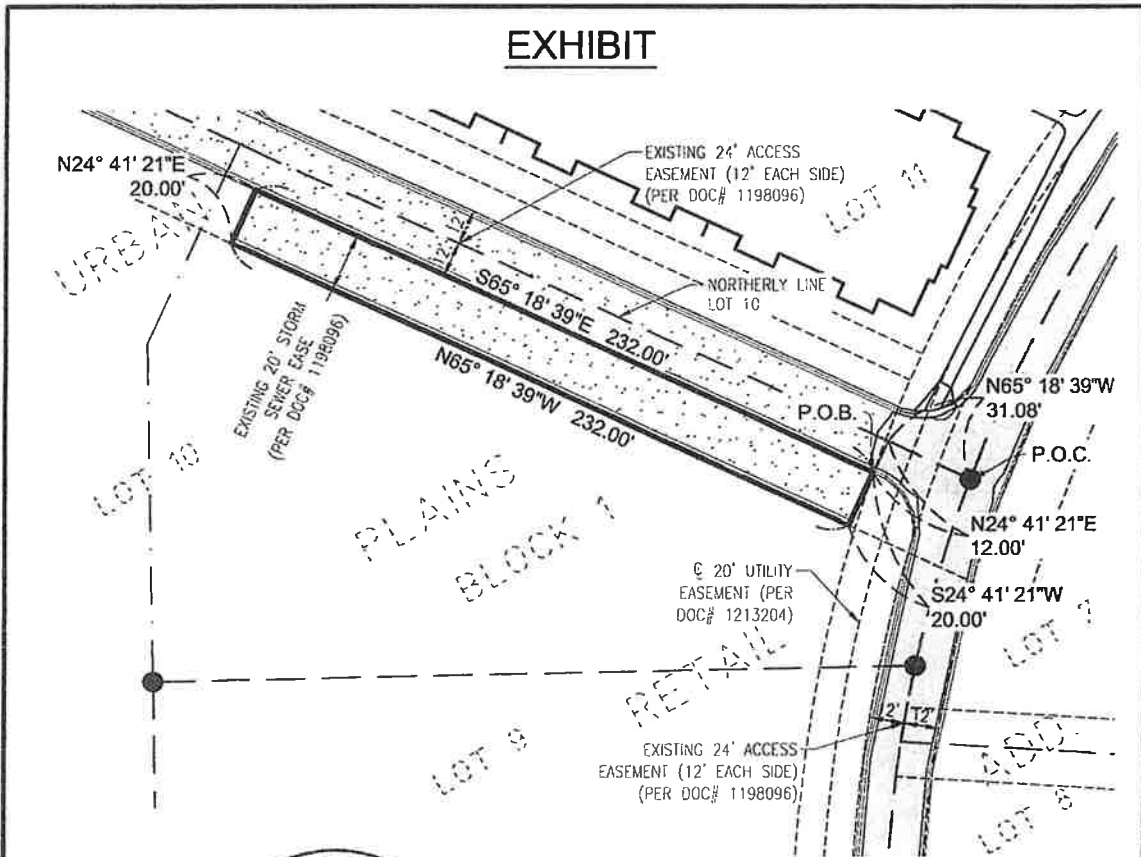 EXHIBIT
N24° 41' 21"E
20.00'
EXISTING 24' ACCESS
EASEMENT (12' EACH SIDE)
(PER DOC# 1198096)
LOT 11
URBAN
12'
12'
NORTHERLY LINE
LOT 10
S65° 18' 39"E 232.00'
EXISTING 20' STORM
SEWER EASE
(PER DOC# 1198096)
N65° 18' 39"W 232.00'
N65° 18' 39"W
31.08'
P.O.B.
P.O.C.
LOT 10
PLAINS
BLOCK 1
N24° 41' 21"E
12.00'
℄ 20' UTILITY
EASEMENT (PER
DOC# 1213204)
S24° 41' 21"W
20.00'
LOT 7
RETAIL
2'
12'
LOT 9
EXISTING 24' ACCESS
EASEMENT (12' EACH SIDE)
(PER DOC# 1198096)
ADD
LOT 8